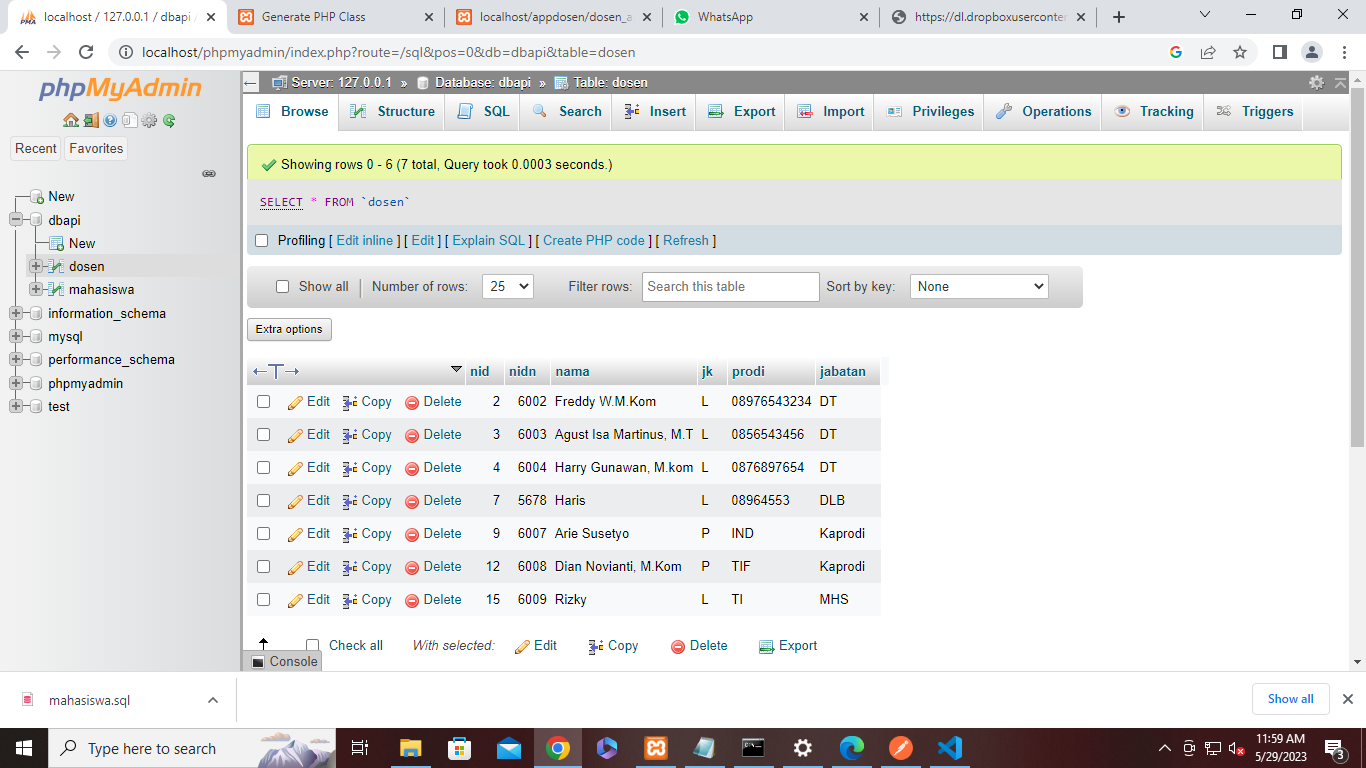 localhost / 127.0.0.1 / dbapi /
Generate PHP Class
localhost/appdosen/dosen_a
WhatsApp
https://dl.dropboxuserconter
localhost/phpmyadmin/index.php?route=/sql&pos=0&db=dbapi&table=dosen
phpMyAdmin
Recent
Favorites
New
dbapi
New
dosen
mahasiswa
information_schema
mysql
performance_schema
phpmyadmin
test
Server: 127.0.0.1 » Database: dbapi » Table: dosen
Browse Structure SQL Search Insert Export Import Privileges Operations Tracking Triggers
Showing rows 0 - 6 (7 total, Query took 0.0003 seconds.)
SELECT * FROM `dosen`
Profiling [ Edit inline ] [ Edit ] [ Explain SQL ] [ Create PHP code ] [ Refresh ]
Show all Number of rows: 25 Filter rows: Search this table Sort by key: None
Extra options
←T→ nid nidn nama jk prodi jabatan
Edit Copy Delete 2 6002 Freddy W.M.Kom L 08976543234 DT
Edit Copy Delete 3 6003 Agust Isa Martinus, M.T L 0856543456 DT
Edit Copy Delete 4 6004 Harry Gunawan, M.kom L 0876897654 DT
Edit Copy Delete 7 5678 Haris L 08964553 DLB
Edit Copy Delete 9 6007 Arie Susetyo P IND Kaprodi
Edit Copy Delete 12 6008 Dian Novianti, M.Kom P TIF Kaprodi
Edit Copy Delete 15 6009 Rizky L TI MHS
Check all With selected: Edit Copy Delete Export
Console
mahasiswa.sql
Show all
Type here to search
11:59 AM
5/29/2023
3